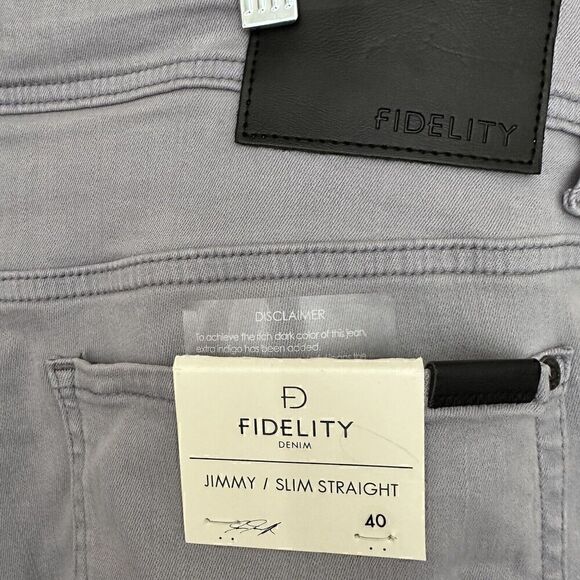 FIDELITY
DISCLAIMER
To achieve the rich dark color of this jean,
extra indigo has been added.
FD
FIDELITY
DENIM
JIMMY / SLIM STRAIGHT
40